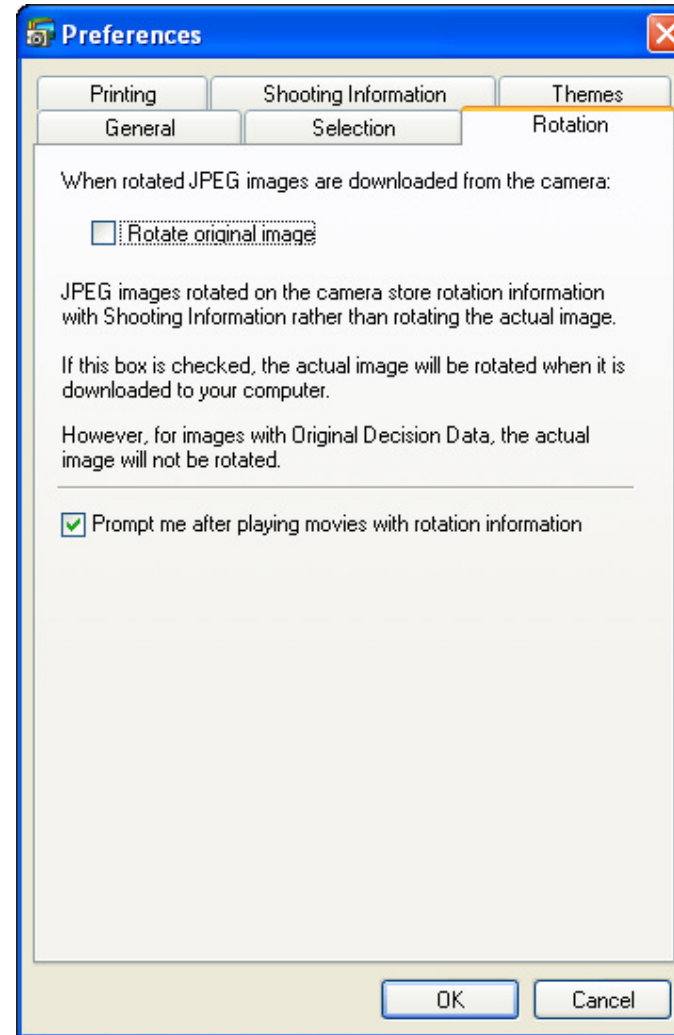 Preferences
Printing
Shooting Information
Themes
General
Selection
Rotation
When rotated JPEG images are downloaded from the camera:
Rotate original image
JPEG images rotated on the camera store rotation information
with Shooting Information rather than rotating the actual image.
If this box is checked, the actual image will be rotated when it is
downloaded to your computer.
However, for images with Original Decision Data, the actual
image will not be rotated.
Prompt me after playing movies with rotation information
OK
Cancel